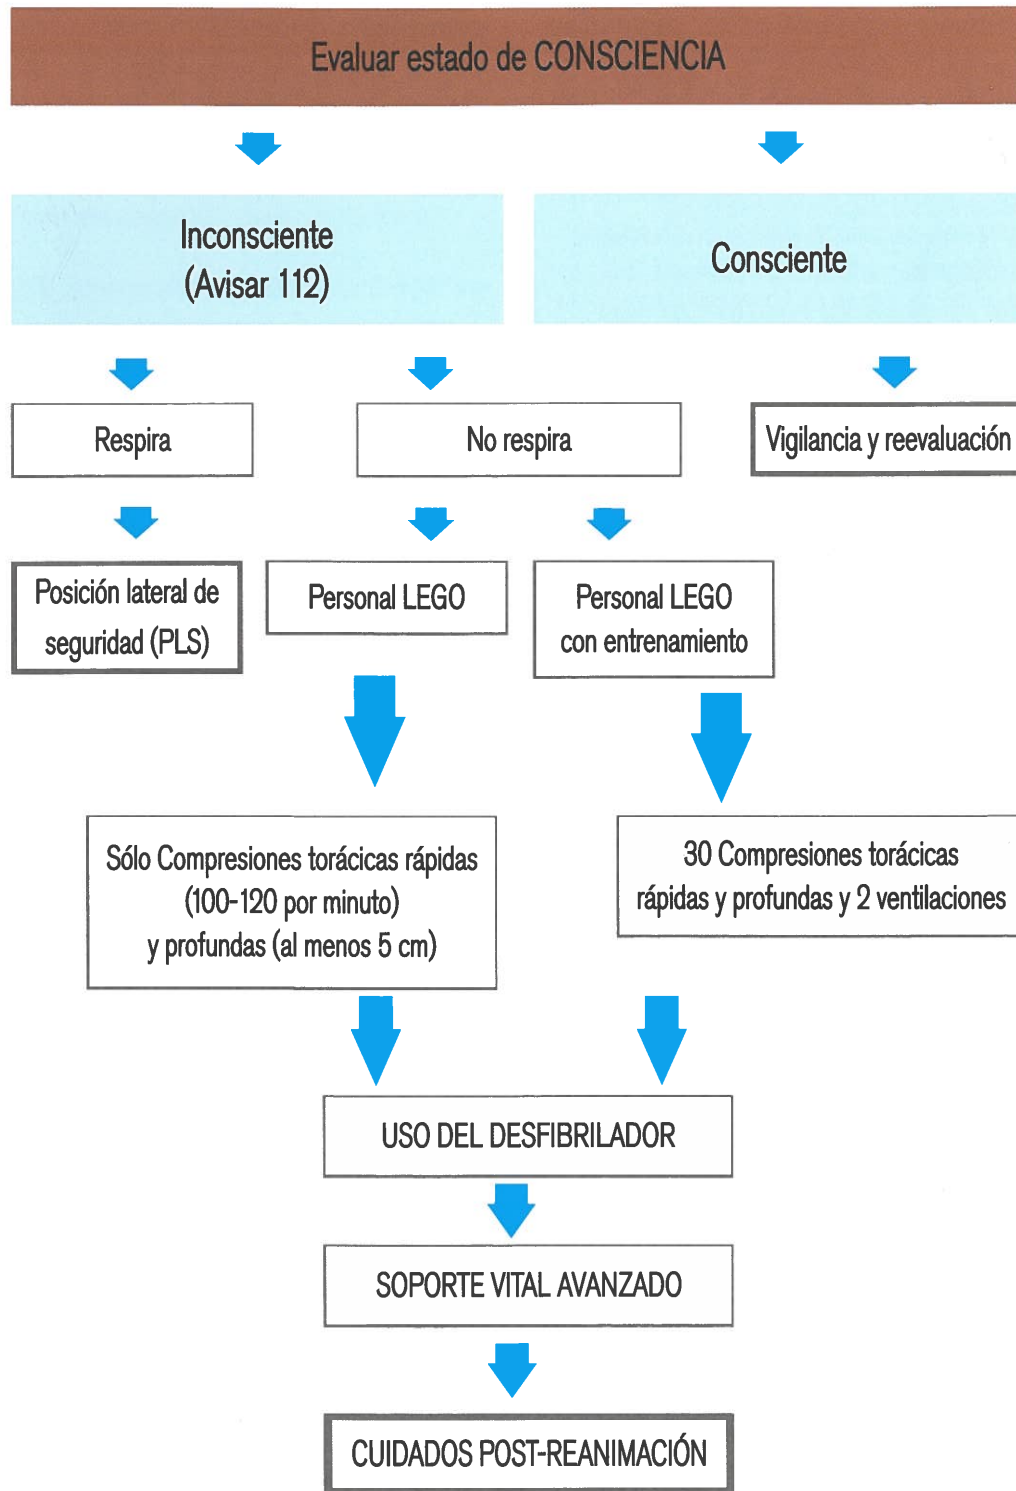 Evaluar estado de CONSCIENCIA
Inconsciente
(Avisar 112)
Consciente
Respira
No respira
Vigilancia y reevaluación
Posición lateral de
seguridad (PLS)
Personal LEGO
Personal LEGO
con entrenamiento
Sólo Compresiones torácicas rápidas
(100-120 por minuto)
y profundas (al menos 5 cm)
30 Compresiones torácicas
rápidas y profundas y 2 ventilaciones
USO DEL DESFIBRILADOR
SOPORTE VITAL AVANZADO
CUIDADOS POST-REANIMACIÓN